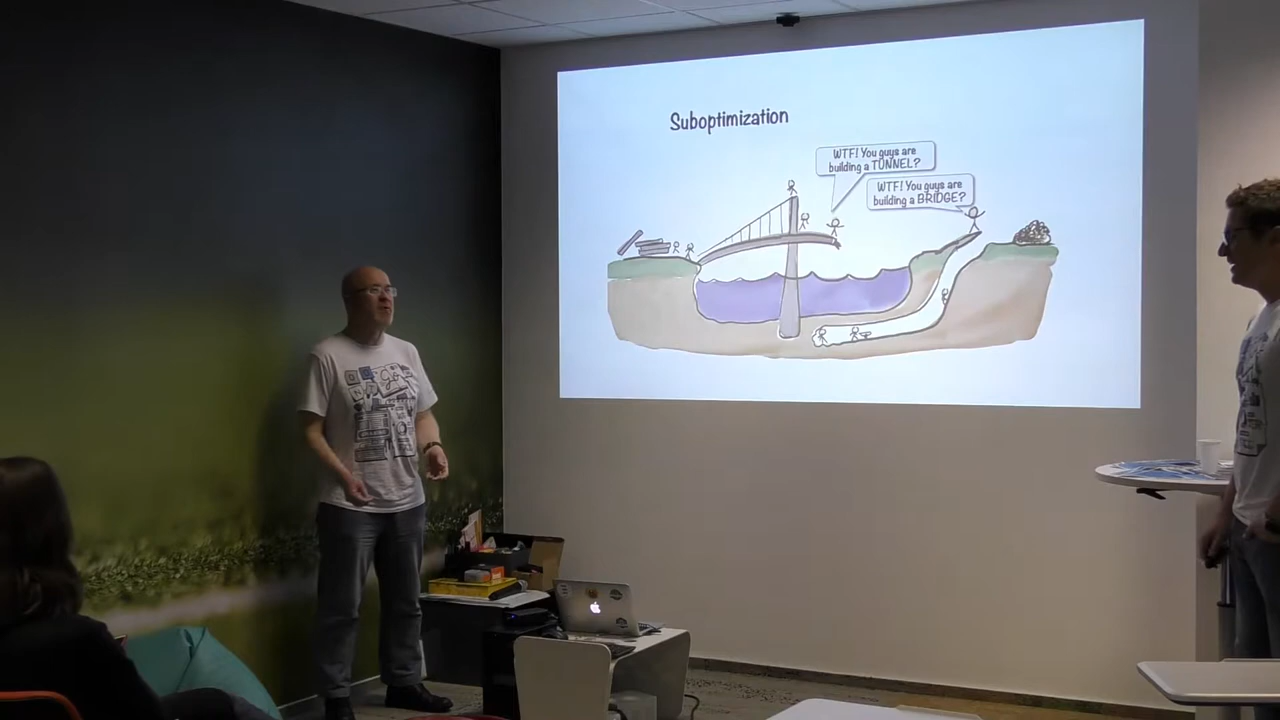 Suboptimization
WTF! You guys are
building a TUNNEL?
WTF! You guys are
building a BRIDGE?